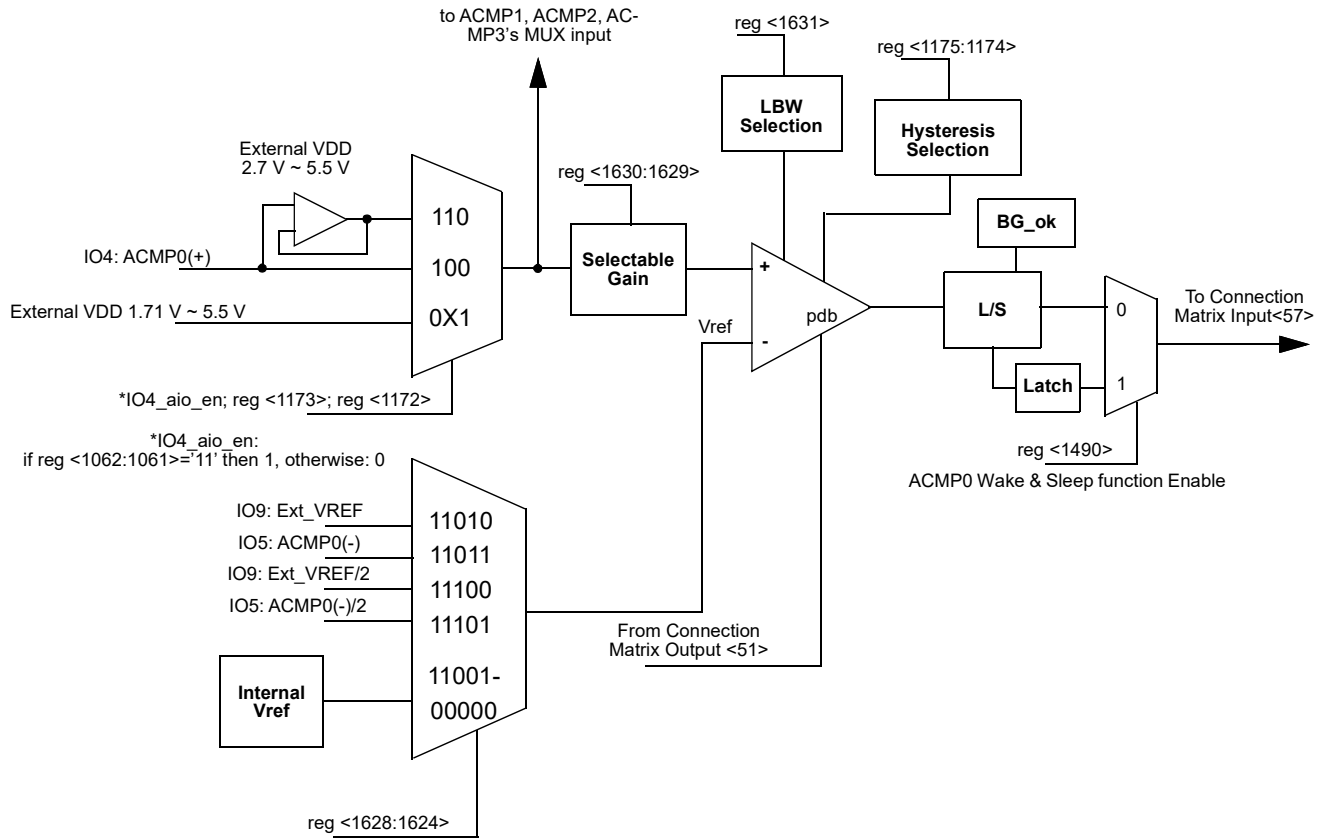 to ACMP1, ACMP2, AC-
MP3's MUX input
reg <1631>
reg <1175:1174>
LBW
Selection
Hysteresis
Selection
External VDD
2.7 V ~ 5.5 V
reg <1630:1629>
110
BG_ok
IO4: ACMP0(+)
100
Selectable
Gain
+
External VDD 1.71 V ~ 5.5 V
0X1
Vref
-
pdb
L/S
0
To Connection
Matrix Input<57>
Latch
1
*IO4_aio_en; reg <1173>; reg <1172>
*IO4_aio_en:
if reg <1062:1061>='11' then 1, otherwise: 0
reg <1490>
ACMP0 Wake & Sleep function Enable
IO9: Ext_VREF
11010
IO5: ACMP0(-)
11011
IO9: Ext_VREF/2
11100
IO5: ACMP0(-)/2
11101
From Connection
Matrix Output <51>
Internal
Vref
11001-
00000
reg <1628:1624>